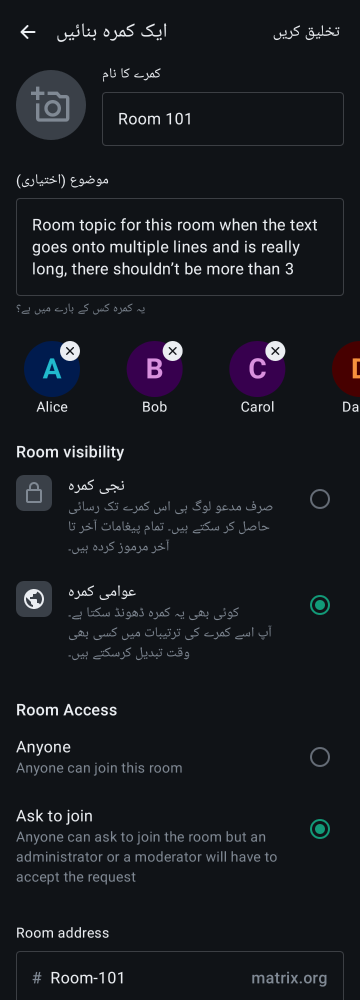 ایک کمرہ بنائیں
تخلیق کریں
کمرے کا نام
Room 101
موضوع (اختیاری)
Room topic for this room when the text
goes onto multiple lines and is really
long, there shouldn’t be more than 3
یہ کمرہ کس کے بارے میں ہے؟
A
B
C
D
Alice
Bob
Carol
Da
Room visibility
نجی کمرہ
صرف مدعو لوگ ہی اس کمرے تک رسائی
حاصل کر سکتے ہیں۔ تمام پیغامات آخر تا
آخر مرموز کردہ ہیں۔
عوامی کمرہ
کوئی بھی یہ کمرہ ڈھونڈ سکتا ہے۔
آپ اسے کمرے کی ترتیبات میں کسی بھی
وقت تبدیل کرسکتے ہیں۔
Room Access
Anyone
Anyone can join this room
Ask to join
Anyone can ask to join the room but an
administrator or a moderator will have to
accept the request
Room address
# Room-101 matrix.org